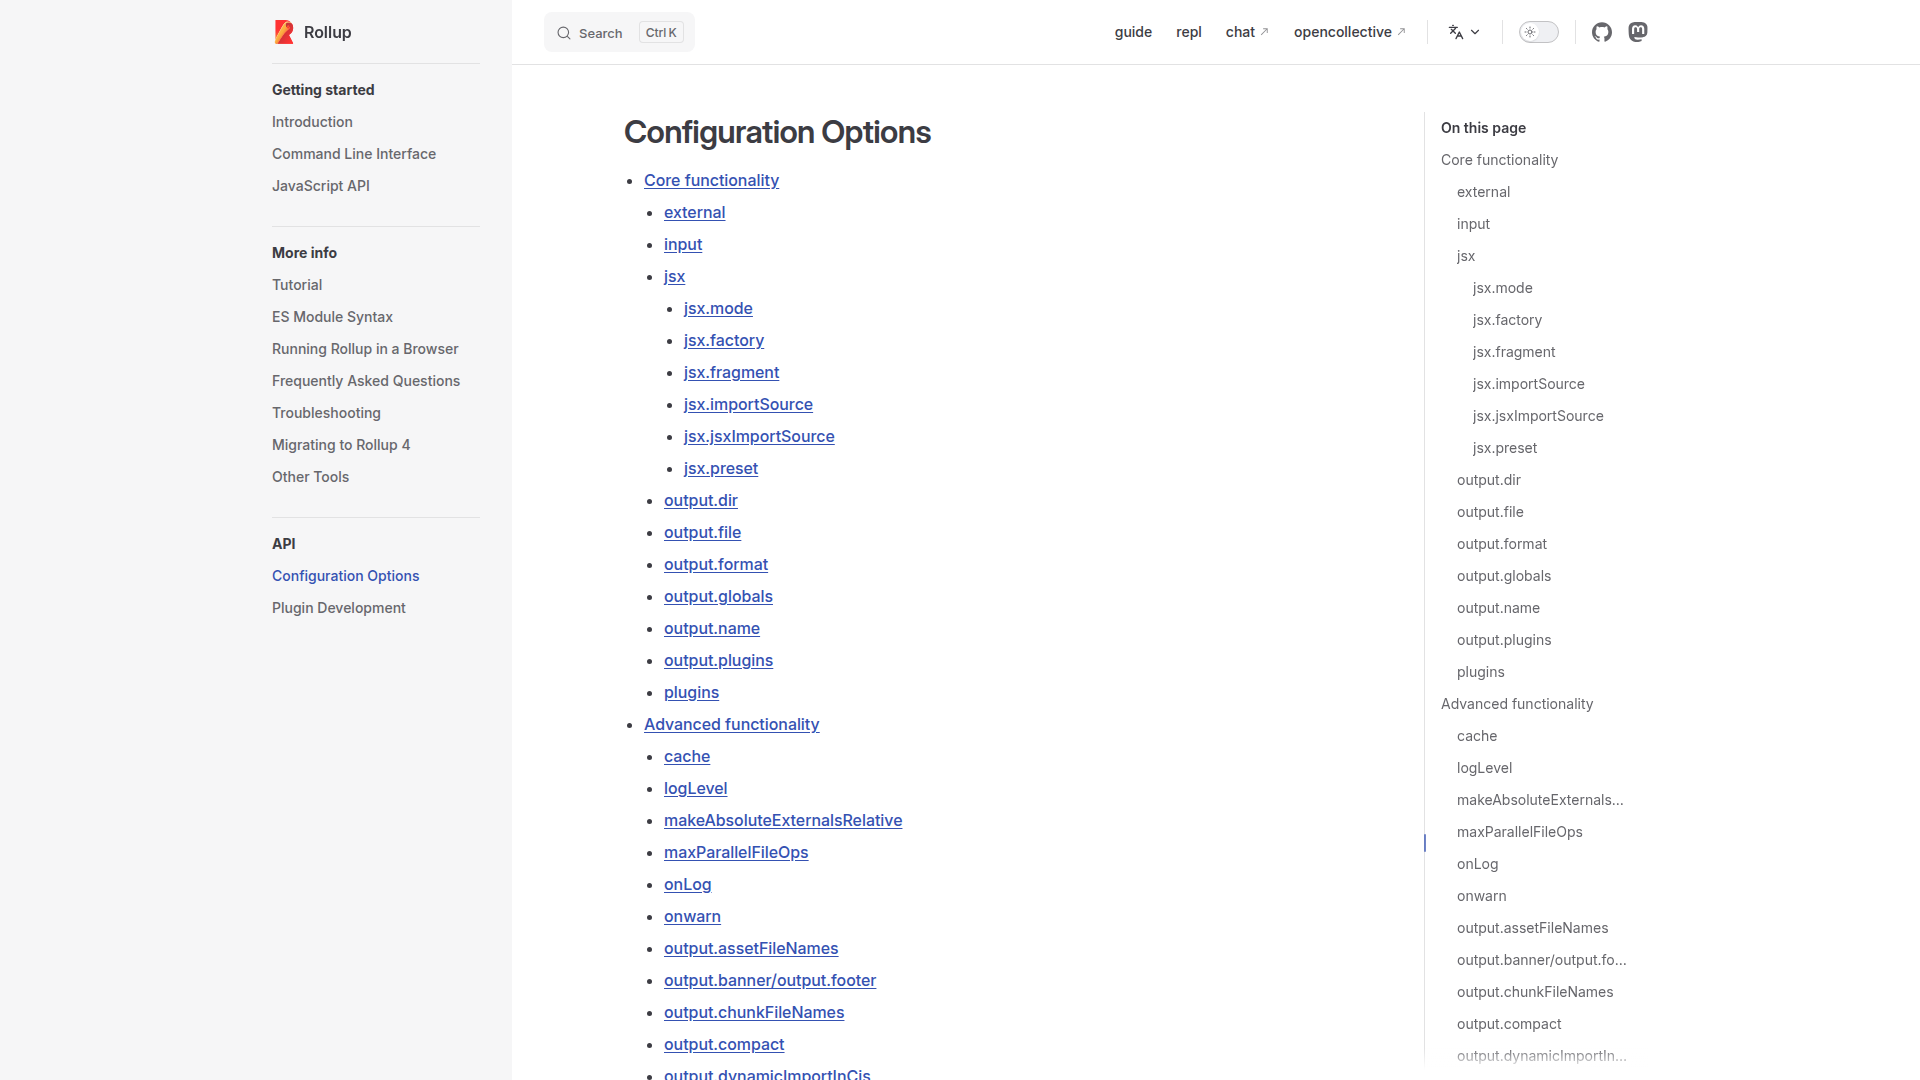 Rollup
Getting started
Introduction
Command Line Interface
JavaScript API
More info
Tutorial
ES Module Syntax
Running Rollup in a Browser
Frequently Asked Questions
Troubleshooting
Migrating to Rollup 4
Other Tools
API
Configuration Options
Plugin Development
Search Ctrl K
guide repl chat opencollective
Configuration Options
Core functionality
external
input
jsx
jsx.mode
jsx.factory
jsx.fragment
jsx.importSource
jsx.jsxImportSource
jsx.preset
output.dir
output.file
output.format
output.globals
output.name
output.plugins
plugins
Advanced functionality
cache
logLevel
makeAbsoluteExternalsRelative
maxParallelFileOps
onLog
onwarn
output.assetFileNames
output.banner/output.footer
output.chunkFileNames
output.compact
output.dynamicImportInCjs
On this page
Core functionality
external
input
jsx
jsx.mode
jsx.factory
jsx.fragment
jsx.importSource
jsx.jsxImportSource
jsx.preset
output.dir
output.file
output.format
output.globals
output.name
output.plugins
plugins
Advanced functionality
cache
logLevel
makeAbsoluteExternals...
maxParallelFileOps
onLog
onwarn
output.assetFileNames
output.banner/output.fo...
output.chunkFileNames
output.compact
output.dynamicImportIn...